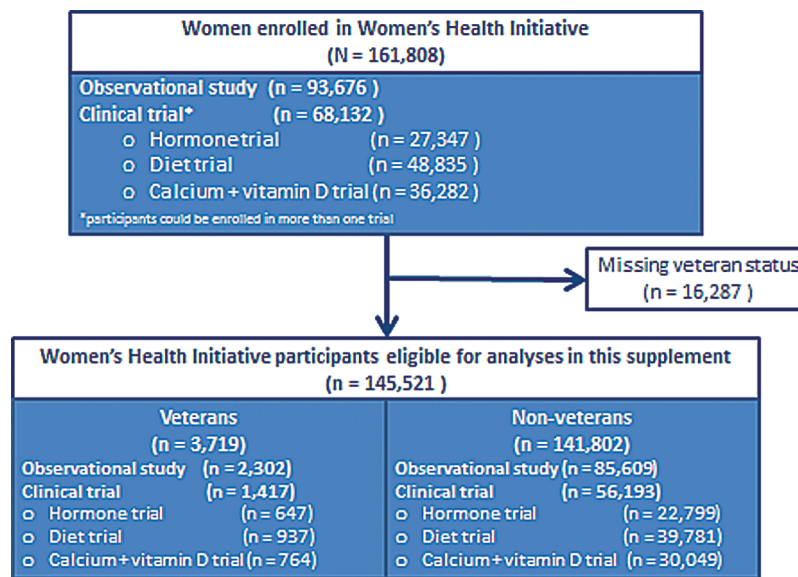 Women enrolled in Women's Health Initiative
(N = 161,808)
Observational study (n = 93,676 )
Clinical trial* (n = 68,132 )
o Hormone trial (n = 27,347 )
o Diet trial (n = 48,835 )
o Calcium + vitamin D trial (n = 36,282 )
*participants could be enrolled in more than one trial
Missing veteran status
(n = 16,287 )
Women's Health Initiative participants eligible for analyses in this supplement
(n = 145,521 )
Veterans
(n = 3,719)
Observational study (n = 2,302)
Clinical trial (n = 1,417)
o Hormone trial (n = 647)
o Diet trial (n = 937)
o Calcium + vitamin D trial (n = 764)
Non-veterans
(n = 141,802)
Observational study (n = 85,609)
Clinical trial (n = 56,193)
o Hormone trial (n = 22,799)
o Diet trial (n = 39,781)
o Calcium + vitamin D trial (n = 30,049)